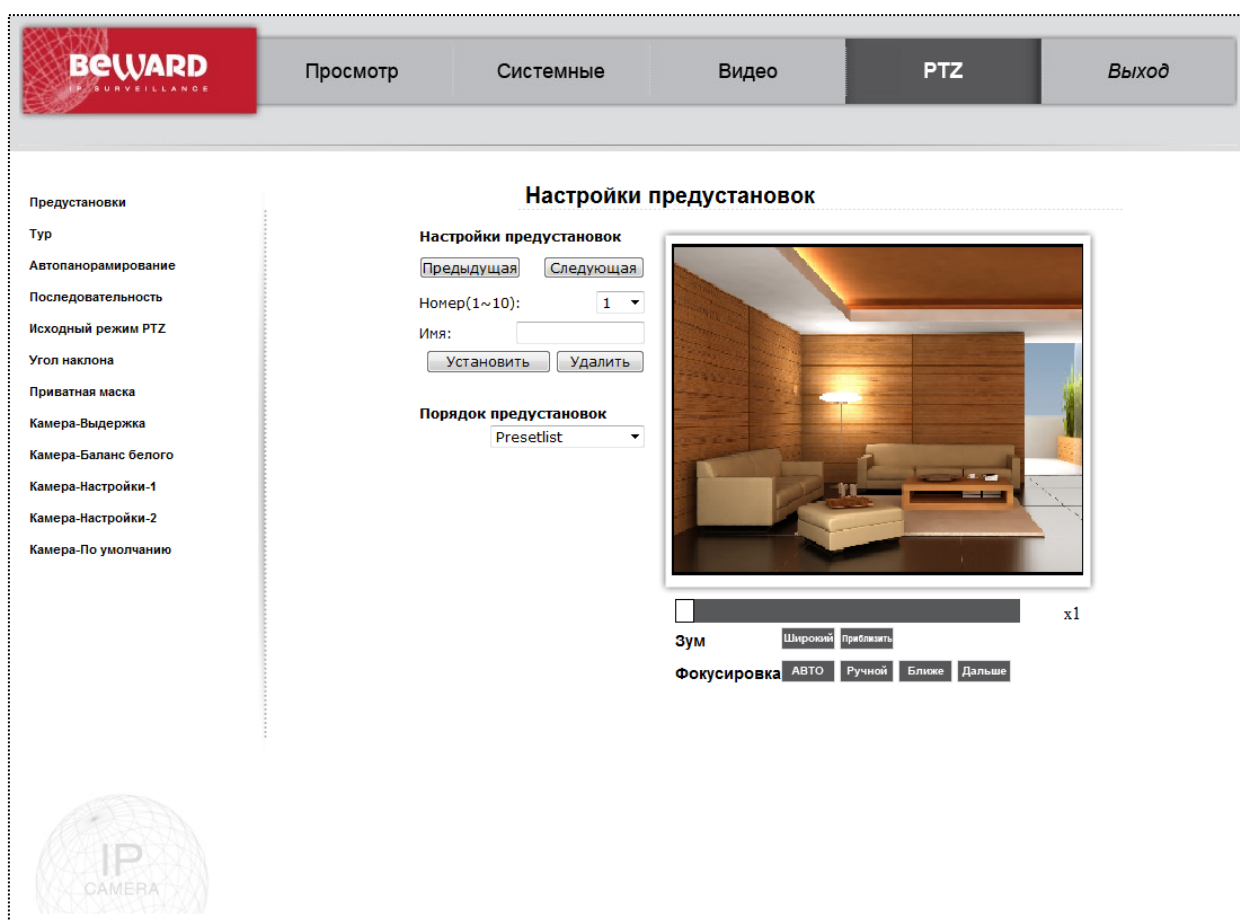 BEWARD
IP SURVEILLANCE
Просмотр
Системные
Видео
PTZ
Выход
Предустановки
Тур
Автопанорамирование
Последовательность
Исходный режим PTZ
Угол наклона
Приватная маска
Камера-Выдержка
Камера-Баланс белого
Камера-Настройки-1
Камера-Настройки-2
Камера-По умолчанию
Настройки предустановок
Настройки предустановок
Предыдущая Следующая
Номер(1~10): 1
Имя:
Установить Удалить
Порядок предустановок
Presetlist
x1
Зум Широкий Приблизить
Фокусировка АВТО Ручной Ближе Дальше
IP
CAMERA